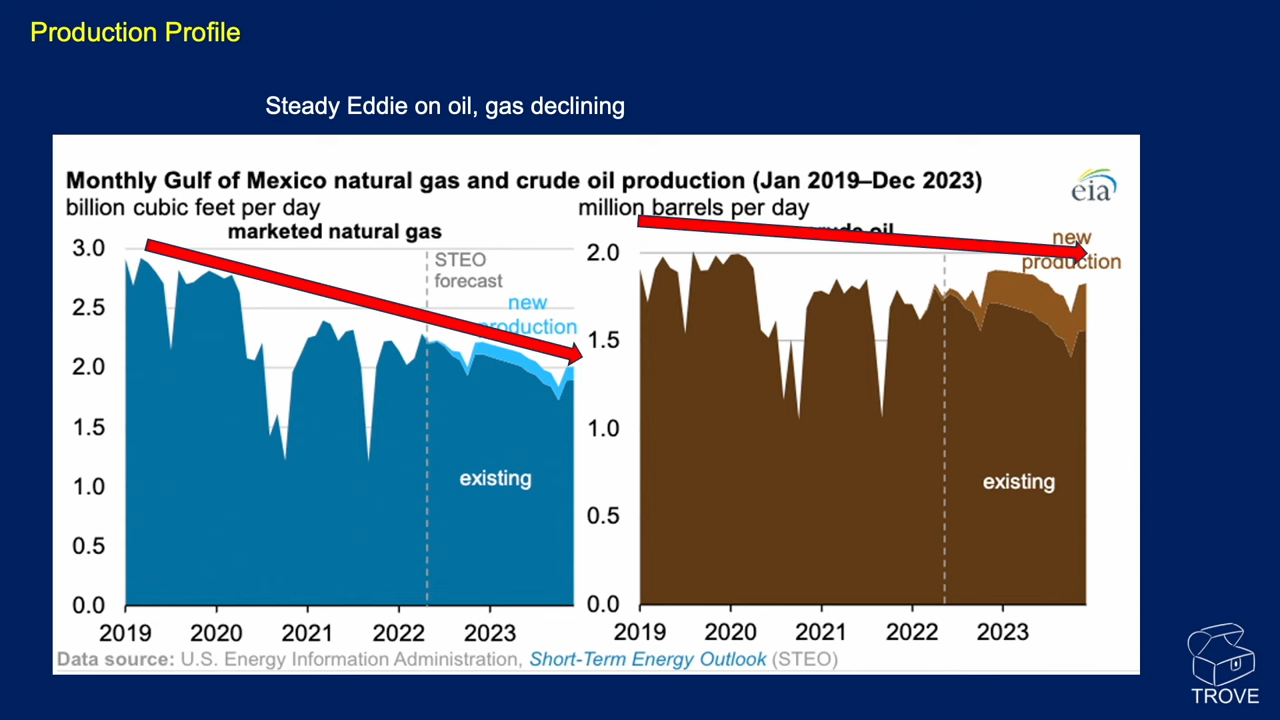 Production Profile
Steady Eddie on oil, gas declining
Monthly Gulf of Mexico natural gas and crude oil production (Jan 2019–Dec 2023)
eia
billion cubic feet per day
million barrels per day
marketed natural gas
crude oil
3.0
2.5
2.0
1.5
1.0
0.5
0.0
STEO
forecast
new
production
existing
2019 2020 2021 2022 2023
2.0
1.5
1.0
0.5
0.0
new
production
existing
2019 2020 2021 2022 2023
Data source: U.S. Energy Information Administration, Short-Term Energy Outlook (STEO)
TROVE